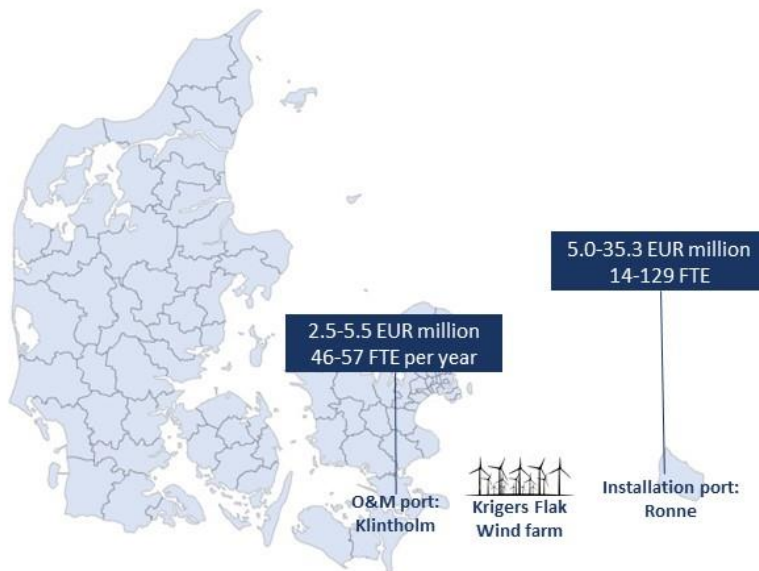 5.0-35.3 EUR million
14-129 FTE
2.5-5.5 EUR million
46-57 FTE per year
O&M port:
Klintholm
Krigers Flak
Wind farm
Installation port:
Ronne